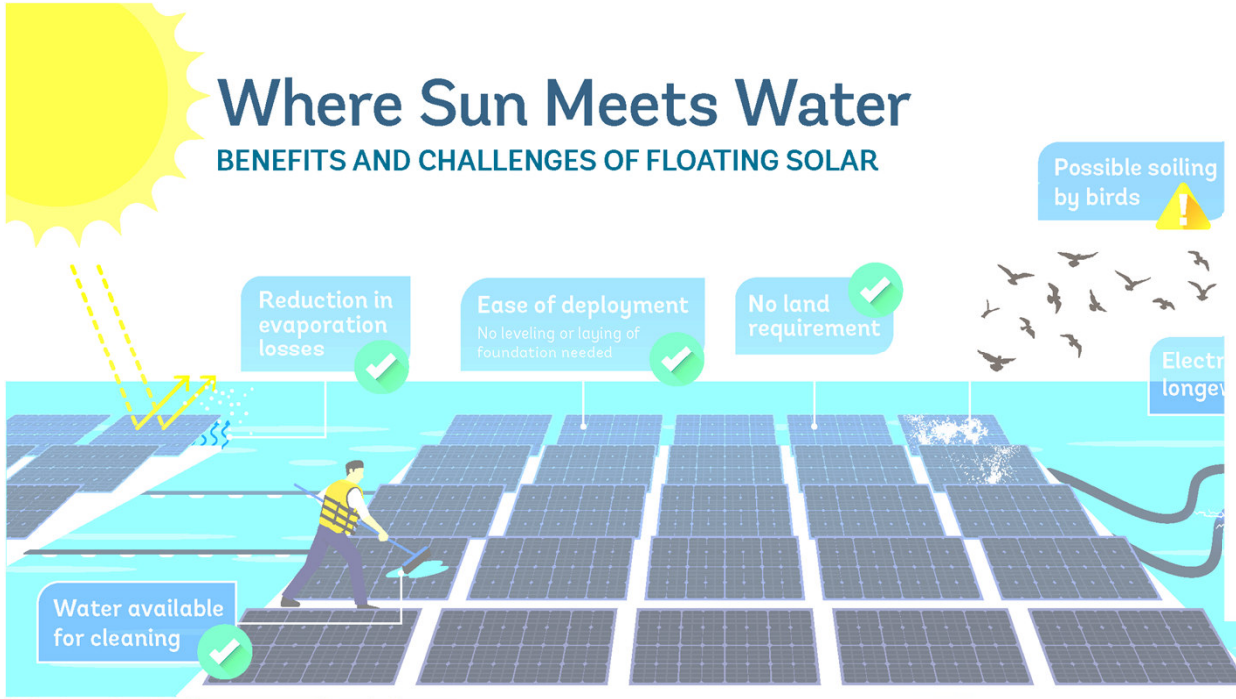 Where Sun Meets Water
BENEFITS AND CHALLENGES OF FLOATING SOLAR
Possible soiling
by birds
Reduction in
evaporation
losses
Ease of deployment
No leveling or laying of
foundation needed
No land
requirement
Water available
for cleaning